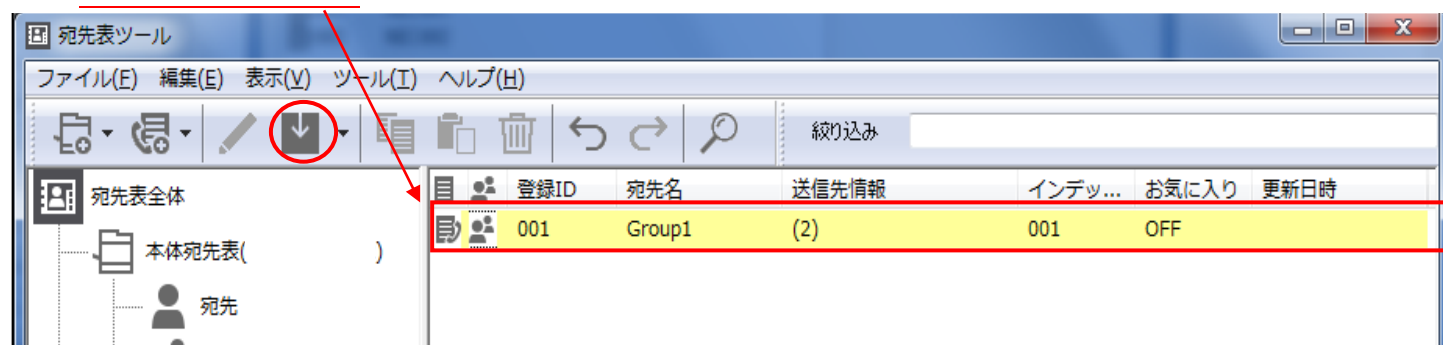 宛先表ツール
ファイル(F) 編集(E) 表示(V) ツール(T) ヘルプ(H)
絞り込み
宛先表全体
登録ID 宛先名 送信先情報 インデッ... お気に入り 更新日時
001 Group1 (2) 001 OFF
本体宛先表( )
宛先